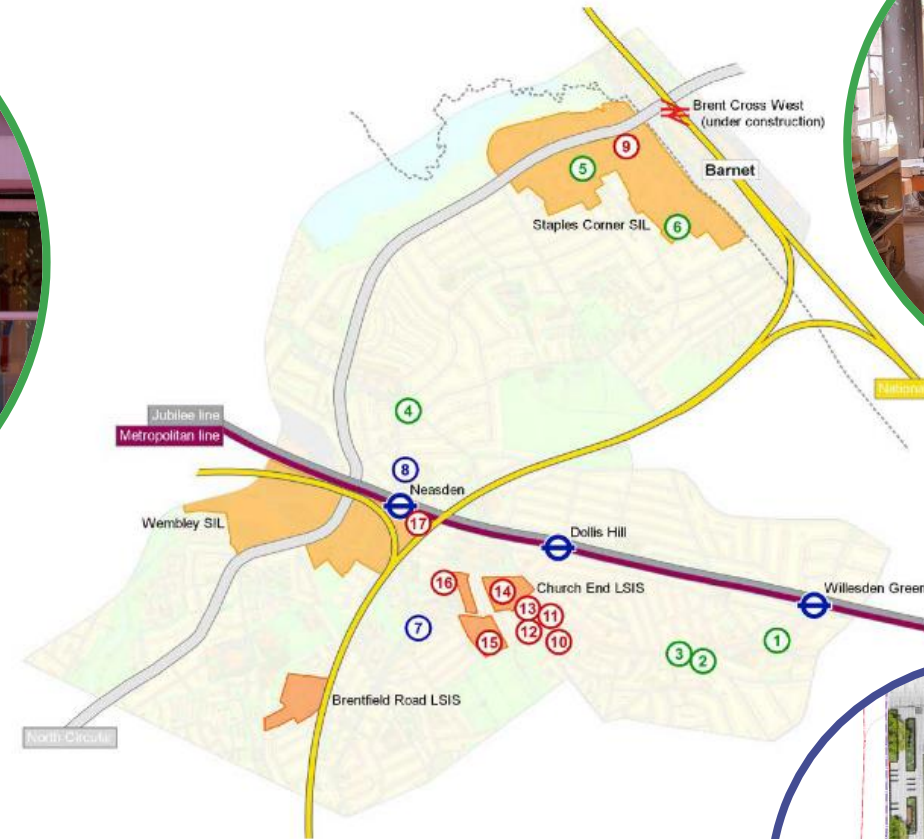 Brent Cross West
(under construction)
9
5
Barnet
Staples Corner SIL
6
4
Jubilee line
Metropolitan line
8
Neasden
17
Wembley SIL
Dollis Hill
16
14
Church End LSIS
Willesden Green
13
11
7
12
15
10
1
3
2
Brentfield Road LSIS
North Circular